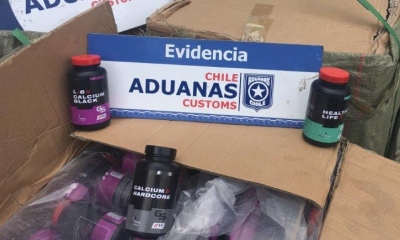 Evidencia
CHILE
ADUANAS
CUSTOMS
CALCIUM
BLACK
HEALTH
LIFE
CALCIUM
HARDCORE